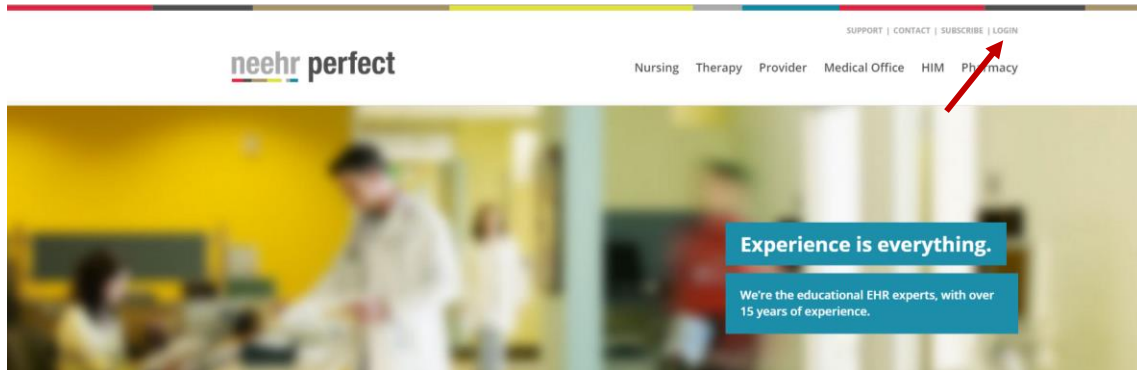 SUPPORT | CONTACT | SUBSCRIBE | LOGIN
neehr perfect
Nursing Therapy Provider Medical Office HIM Pharmacy
Experience is everything.
We're the educational EHR experts, with over
15 years of experience.